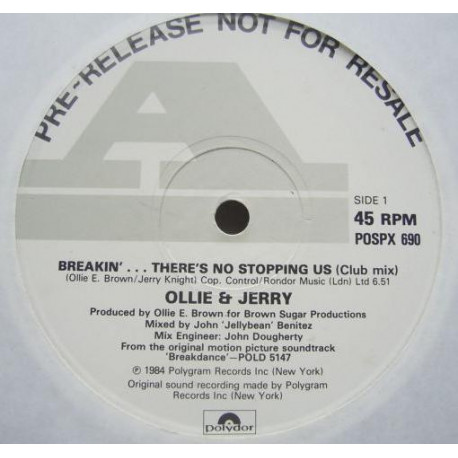 PRE-RELEASE NOT FOR RESALE
A
SIDE 1
45 RPM
POSPX 690
BREAKIN'... THERE'S NO STOPPING US (Club mix)
(Ollie E. Brown/Jerry Knight) Cop. Control/Rondor Music (Ldn) Ltd 6.51
OLLIE & JERRY
Produced by Ollie E. Brown for Brown Sugar Productions
Mixed by John 'Jellybean' Benitez
Mix Engineer: John Dougherty
From the original motion picture soundtrack
'Breakdance'—POLD 5147
℗ 1984 Polygram Records Inc (New York)
Original sound recording made by Polygram
Records Inc (New York)
polydor